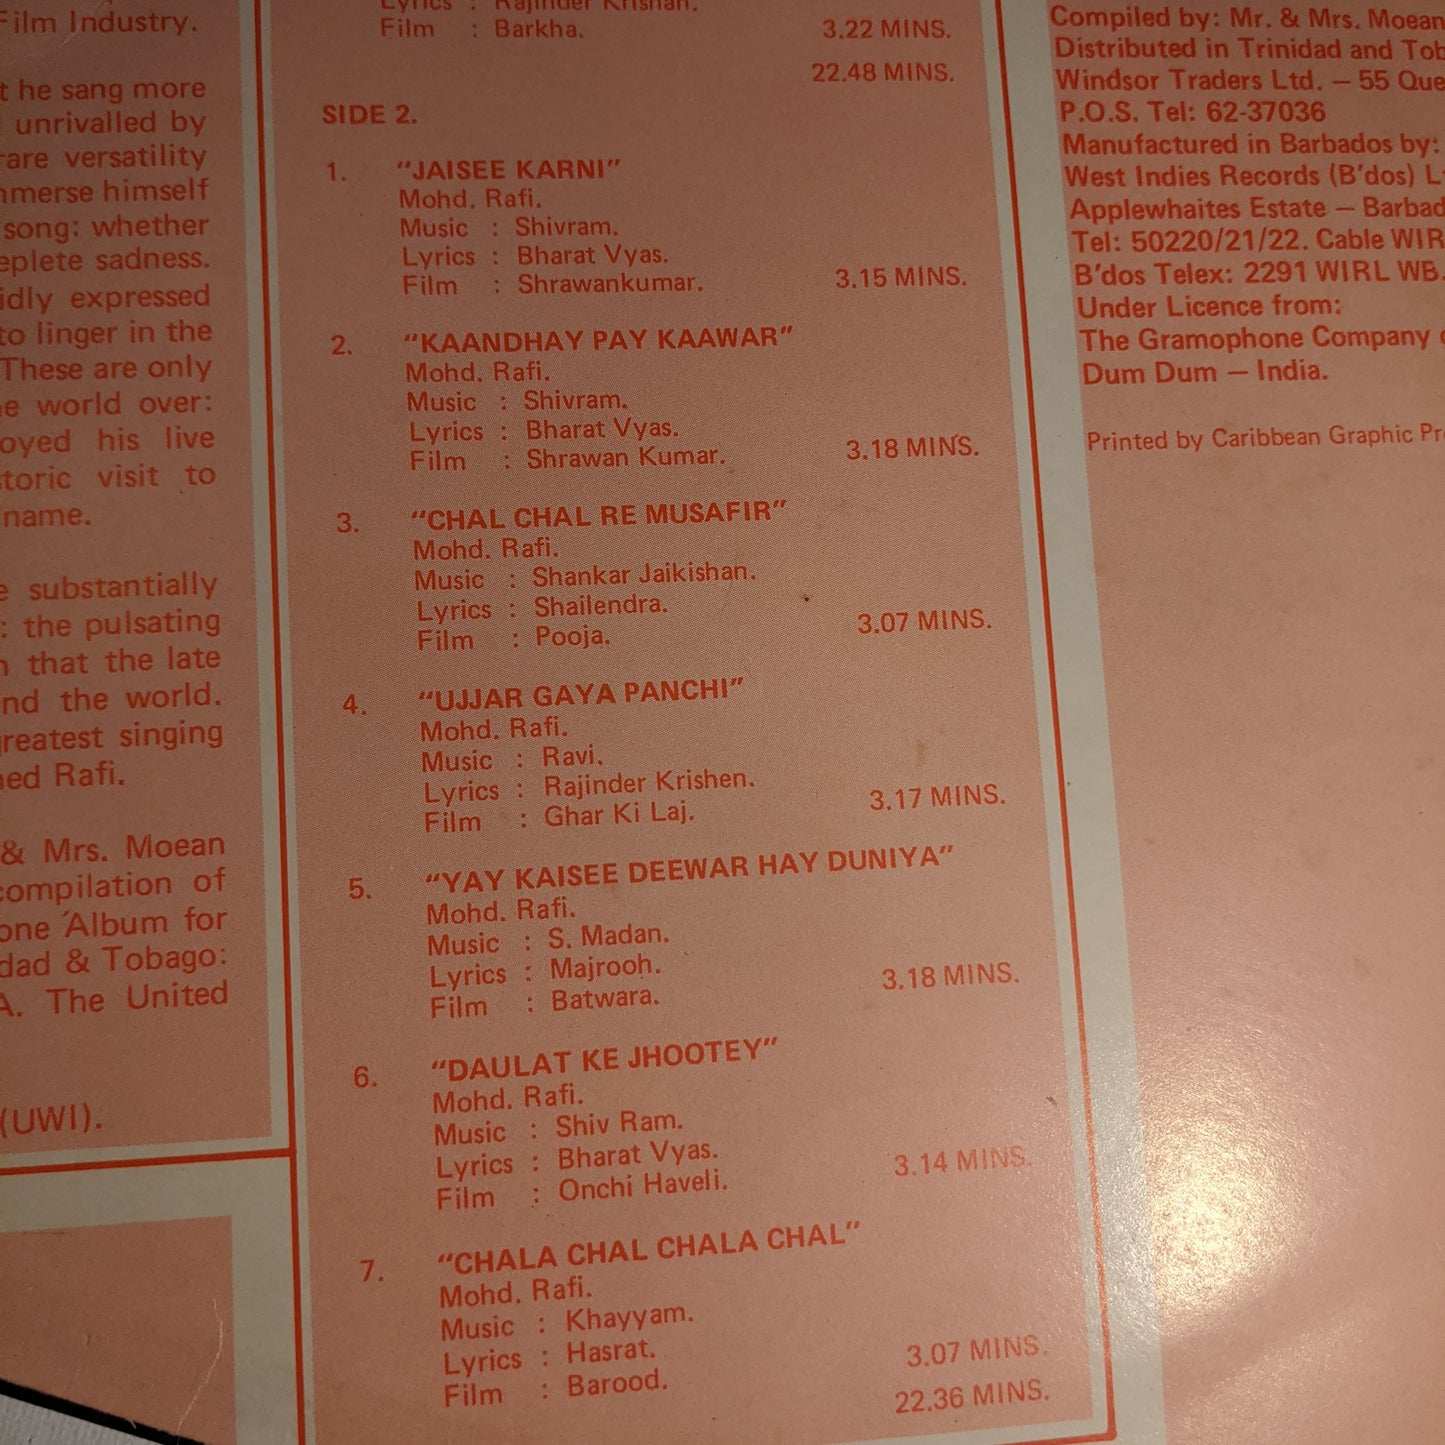 Film Industry.
t he sang more
unrivalled by
rare versatility
mmerse himself
song: whether
eplete sadness.
idly expressed
to linger in the
These are only
e world over:
oyed his live
storic visit to
name.
e substantially
: the pulsating
n that the late
nd the world.
greatest singing
ed Rafi.
& Mrs. Moean
compilation of
one Album for
dad & Tobago:
A. The United
(UWI).
Lyrics : Rajinder Krishan.
Film : Barkha. 3.22 MINS.
22.48 MINS.
SIDE 2.
1. "JAISEE KARNI"
Mohd. Rafi.
Music : Shivram.
Lyrics : Bharat Vyas.
Film : Shrawankumar. 3.15 MINS.
2. "KAANDHAY PAY KAAWAR"
Mohd. Rafi.
Music : Shivram.
Lyrics : Bharat Vyas.
Film : Shrawan Kumar. 3.18 MINS.
3. "CHAL CHAL RE MUSAFIR"
Mohd. Rafi.
Music : Shankar Jaikishan.
Lyrics : Shailendra.
Film : Pooja. 3.07 MINS.
4. "UJJAR GAYA PANCHI"
Mohd. Rafi.
Music : Ravi.
Lyrics : Rajinder Krishen.
Film : Ghar Ki Laj. 3.17 MINS.
5. "YAY KAISEE DEEWAR HAY DUNIYA"
Mohd. Rafi.
Music : S. Madan.
Lyrics : Majrooh.
Film : Batwara. 3.18 MINS.
6. "DAULAT KE JHOOTEY"
Mohd. Rafi.
Music : Shiv Ram.
Lyrics : Bharat Vyas.
Film : Onchi Haveli. 3.14 MINS.
7. "CHALA CHAL CHALA CHAL"
Mohd. Rafi.
Music : Khayyam.
Lyrics : Hasrat.
Film : Barood. 3.07 MINS.
22.36 MINS.
Compiled by: Mr. & Mrs. Moean
Distributed in Trinidad and Tob
Windsor Traders Ltd. – 55 Que
P.O.S. Tel: 62-37036
Manufactured in Barbados by:
West Indies Records (B'dos) L
Applewhaites Estate – Barbad
Tel: 50220/21/22. Cable WIR
B'dos Telex: 2291 WIRL WB.
Under Licence from:
The Gramophone Company
Dum Dum – India.
Printed by Caribbean Graphic Pr